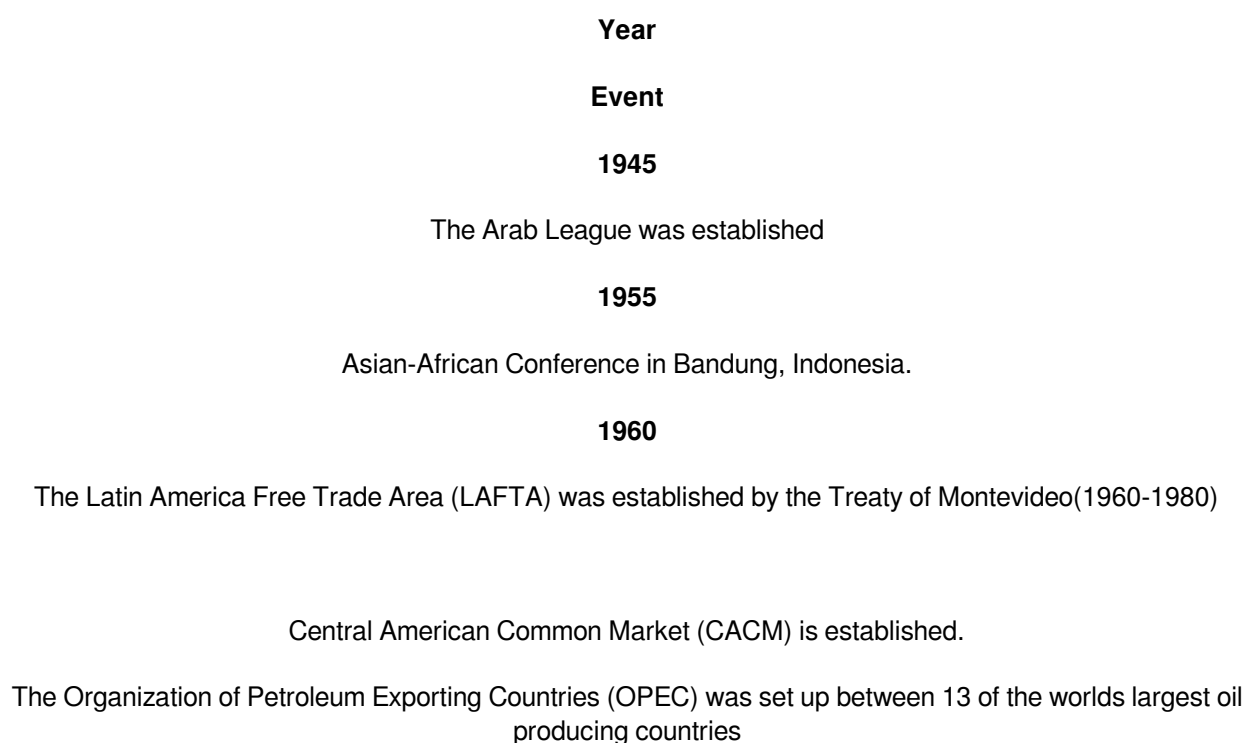 Year
Event
1945
The Arab League was established
1955
Asian-African Conference in Bandung, Indonesia.
1960
The Latin America Free Trade Area (LAFTA) was established by the Treaty of Montevideo(1960-1980)
Central American Common Market (CACM) is established.
The Organization of Petroleum Exporting Countries (OPEC) was set up between 13 of the worlds largest oil
producing countries